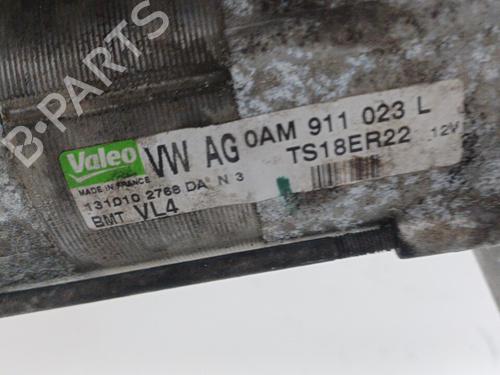 B-PARTS
Valeo VW AG 0AM 911 023 L
MADE IN FRANCE TS18ER22 12V
131010 2768 DA N 3
BMT VL4